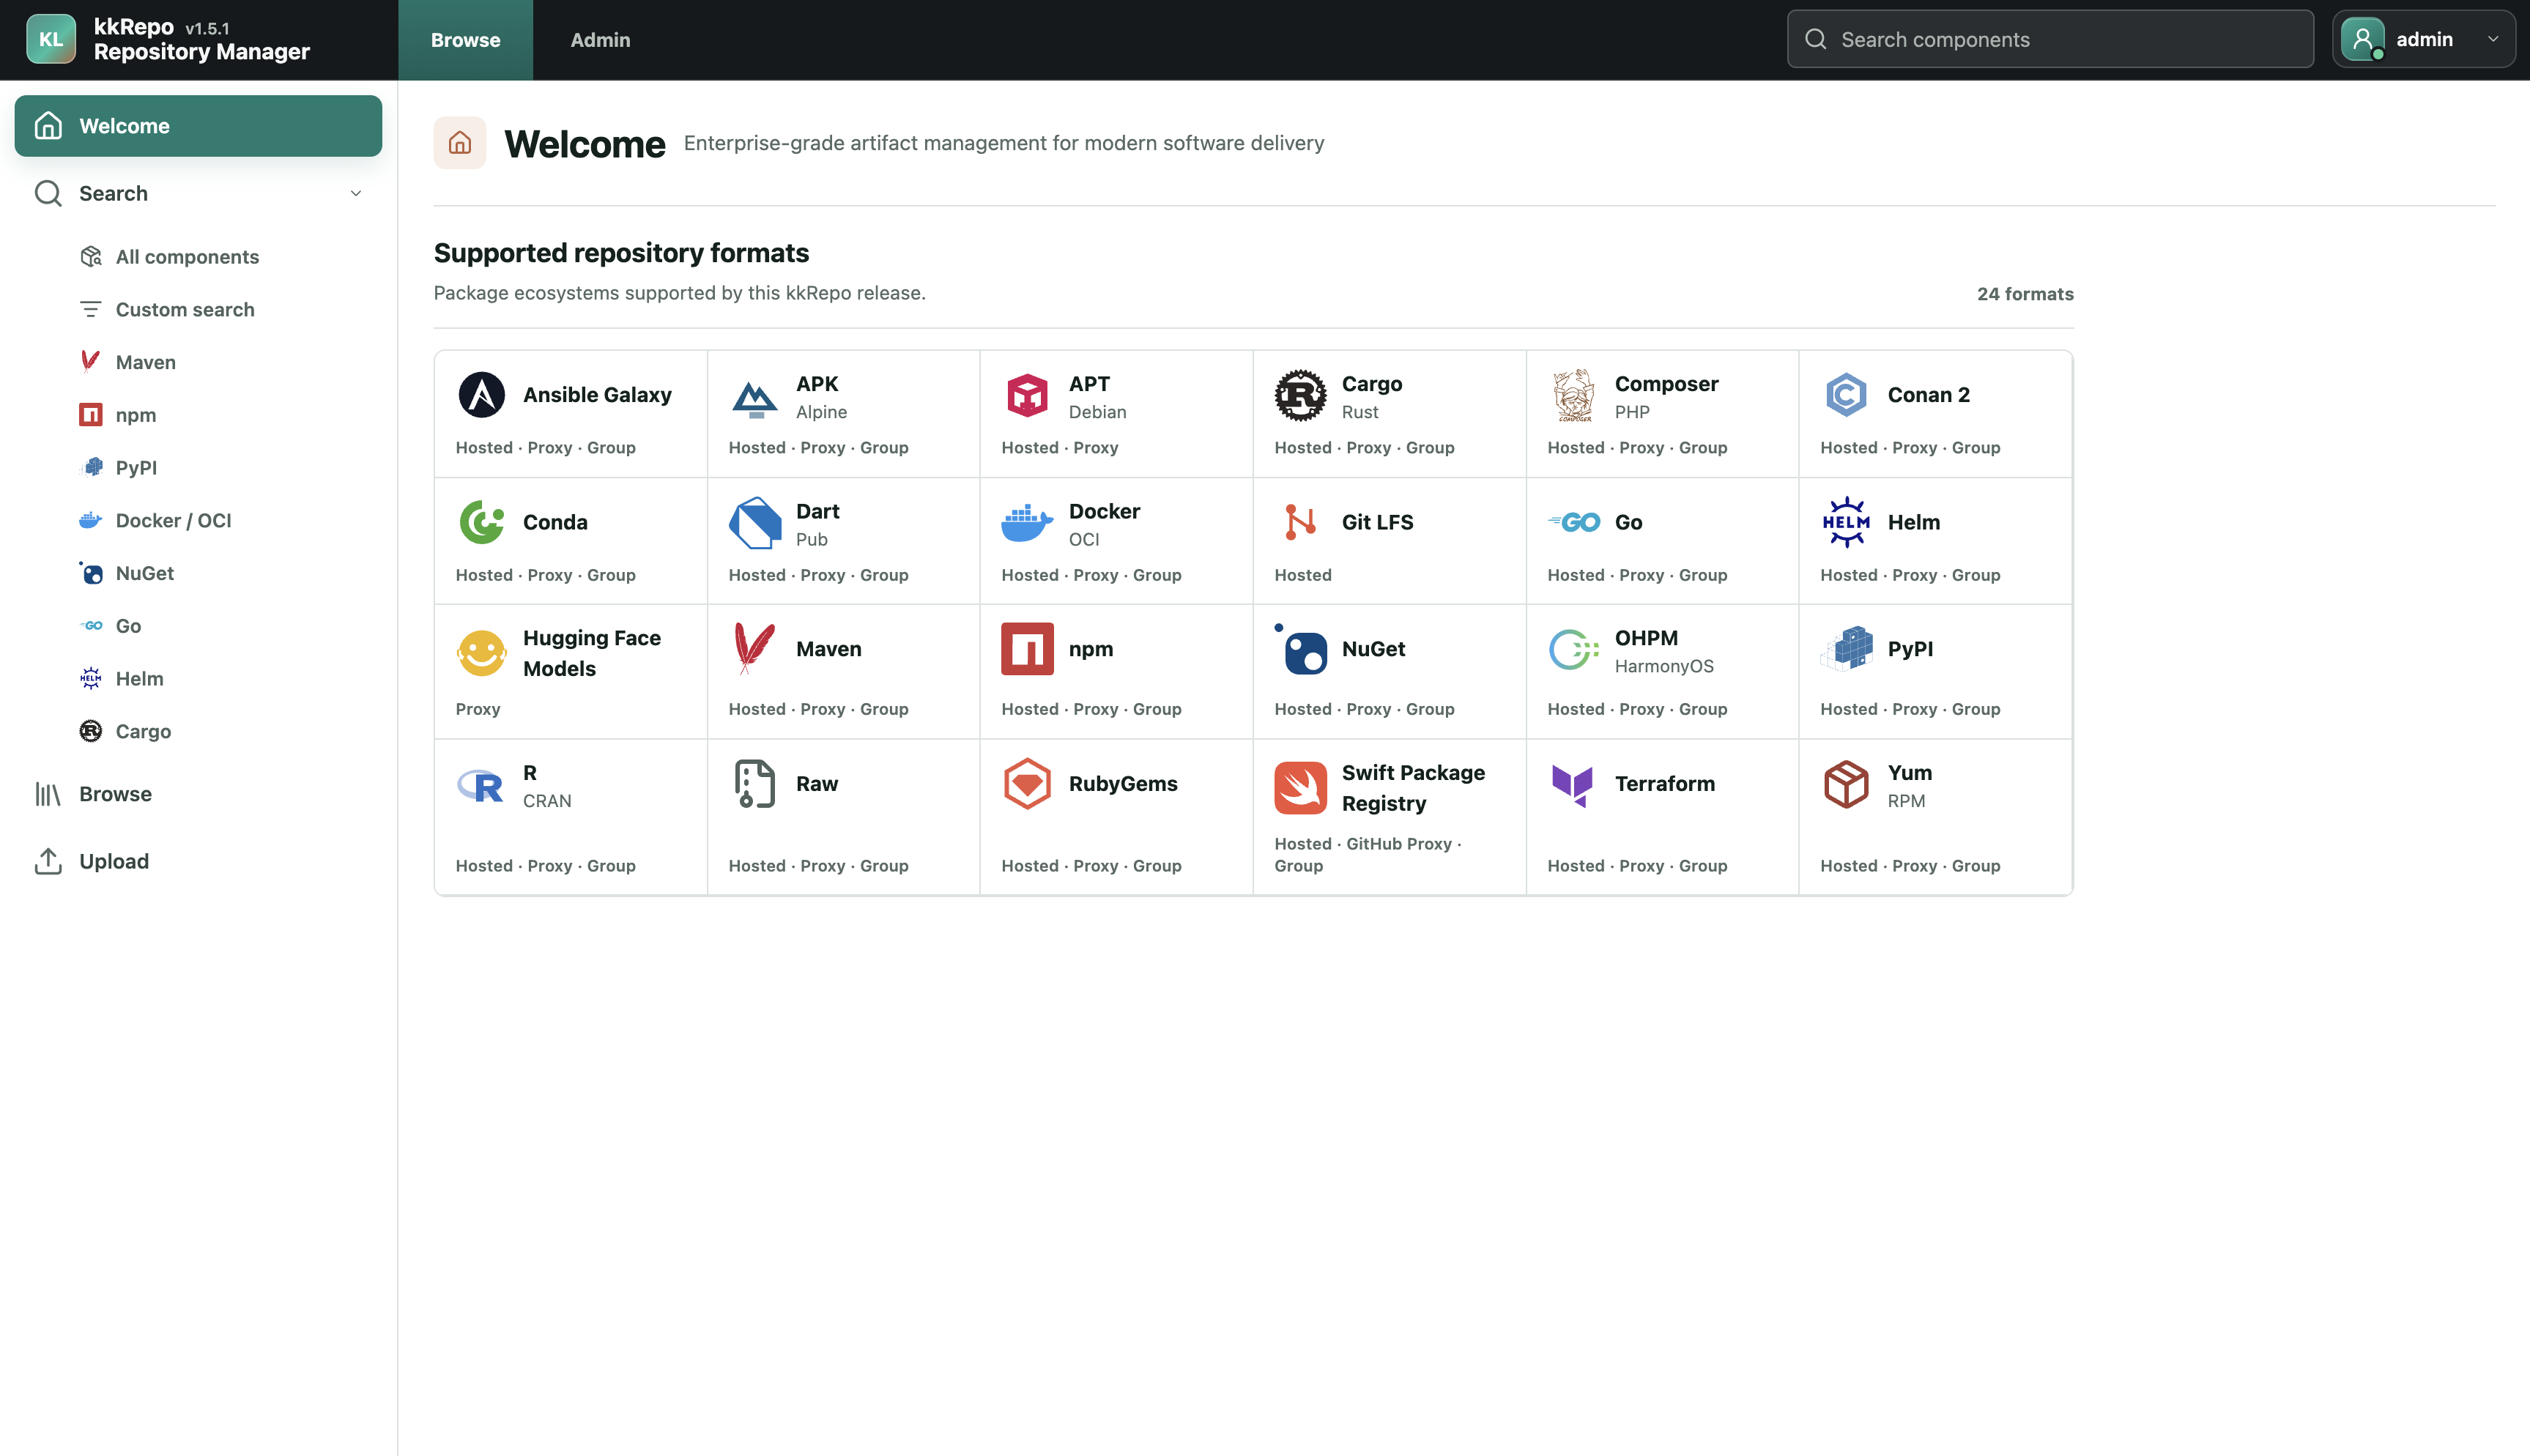 KL
kkRepo v1.5.1
Repository Manager
Browse
Admin
Search components
admin
Welcome
Search
All components
Custom search
Maven
npm
PyPI
Docker / OCI
NuGet
Go
Helm
Cargo
Browse
Upload
Welcome
Enterprise-grade artifact management for modern software delivery
Supported repository formats
Package ecosystems supported by this kkRepo release.
24 formats
Ansible Galaxy
Hosted · Proxy · Group
APK
Alpine
Hosted · Proxy · Group
APT
Debian
Hosted · Proxy
Cargo
Rust
Hosted · Proxy · Group
Composer
PHP
Hosted · Proxy · Group
Conan 2
Hosted · Proxy · Group
Conda
Hosted · Proxy · Group
Dart
Pub
Hosted · Proxy · Group
Docker
OCI
Hosted · Proxy · Group
Git LFS
Hosted
GO
Go
Hosted · Proxy · Group
HELM
Helm
Hosted · Proxy · Group
Hugging Face
Models
Proxy
Maven
Hosted · Proxy · Group
npm
Hosted · Proxy · Group
NuGet
Hosted · Proxy · Group
OHPM
HarmonyOS
Hosted · Proxy · Group
PyPI
Hosted · Proxy · Group
R
CRAN
Hosted · Proxy · Group
Raw
Hosted · Proxy · Group
RubyGems
Hosted · Proxy · Group
Swift Package
Registry
Hosted · GitHub Proxy ·
Group
Terraform
Hosted · Proxy · Group
Yum
RPM
Hosted · Proxy · Group